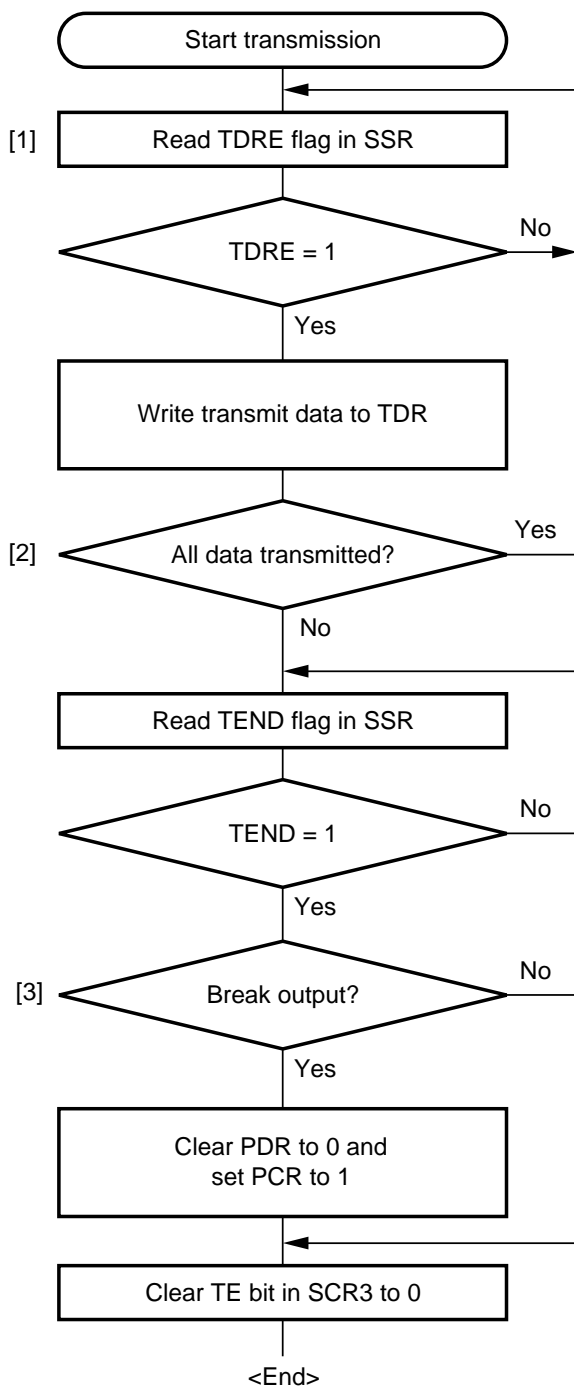 Start transmission
[1]
Read TDRE flag in SSR
TDRE = 1
No
Yes
Write transmit data to TDR
[2]
All data transmitted?
Yes
No
Read TEND flag in SSR
TEND = 1
No
Yes
[3]
Break output?
No
Yes
Clear PDR to 0 and
set PCR to 1
Clear TE bit in SCR3 to 0
<End>